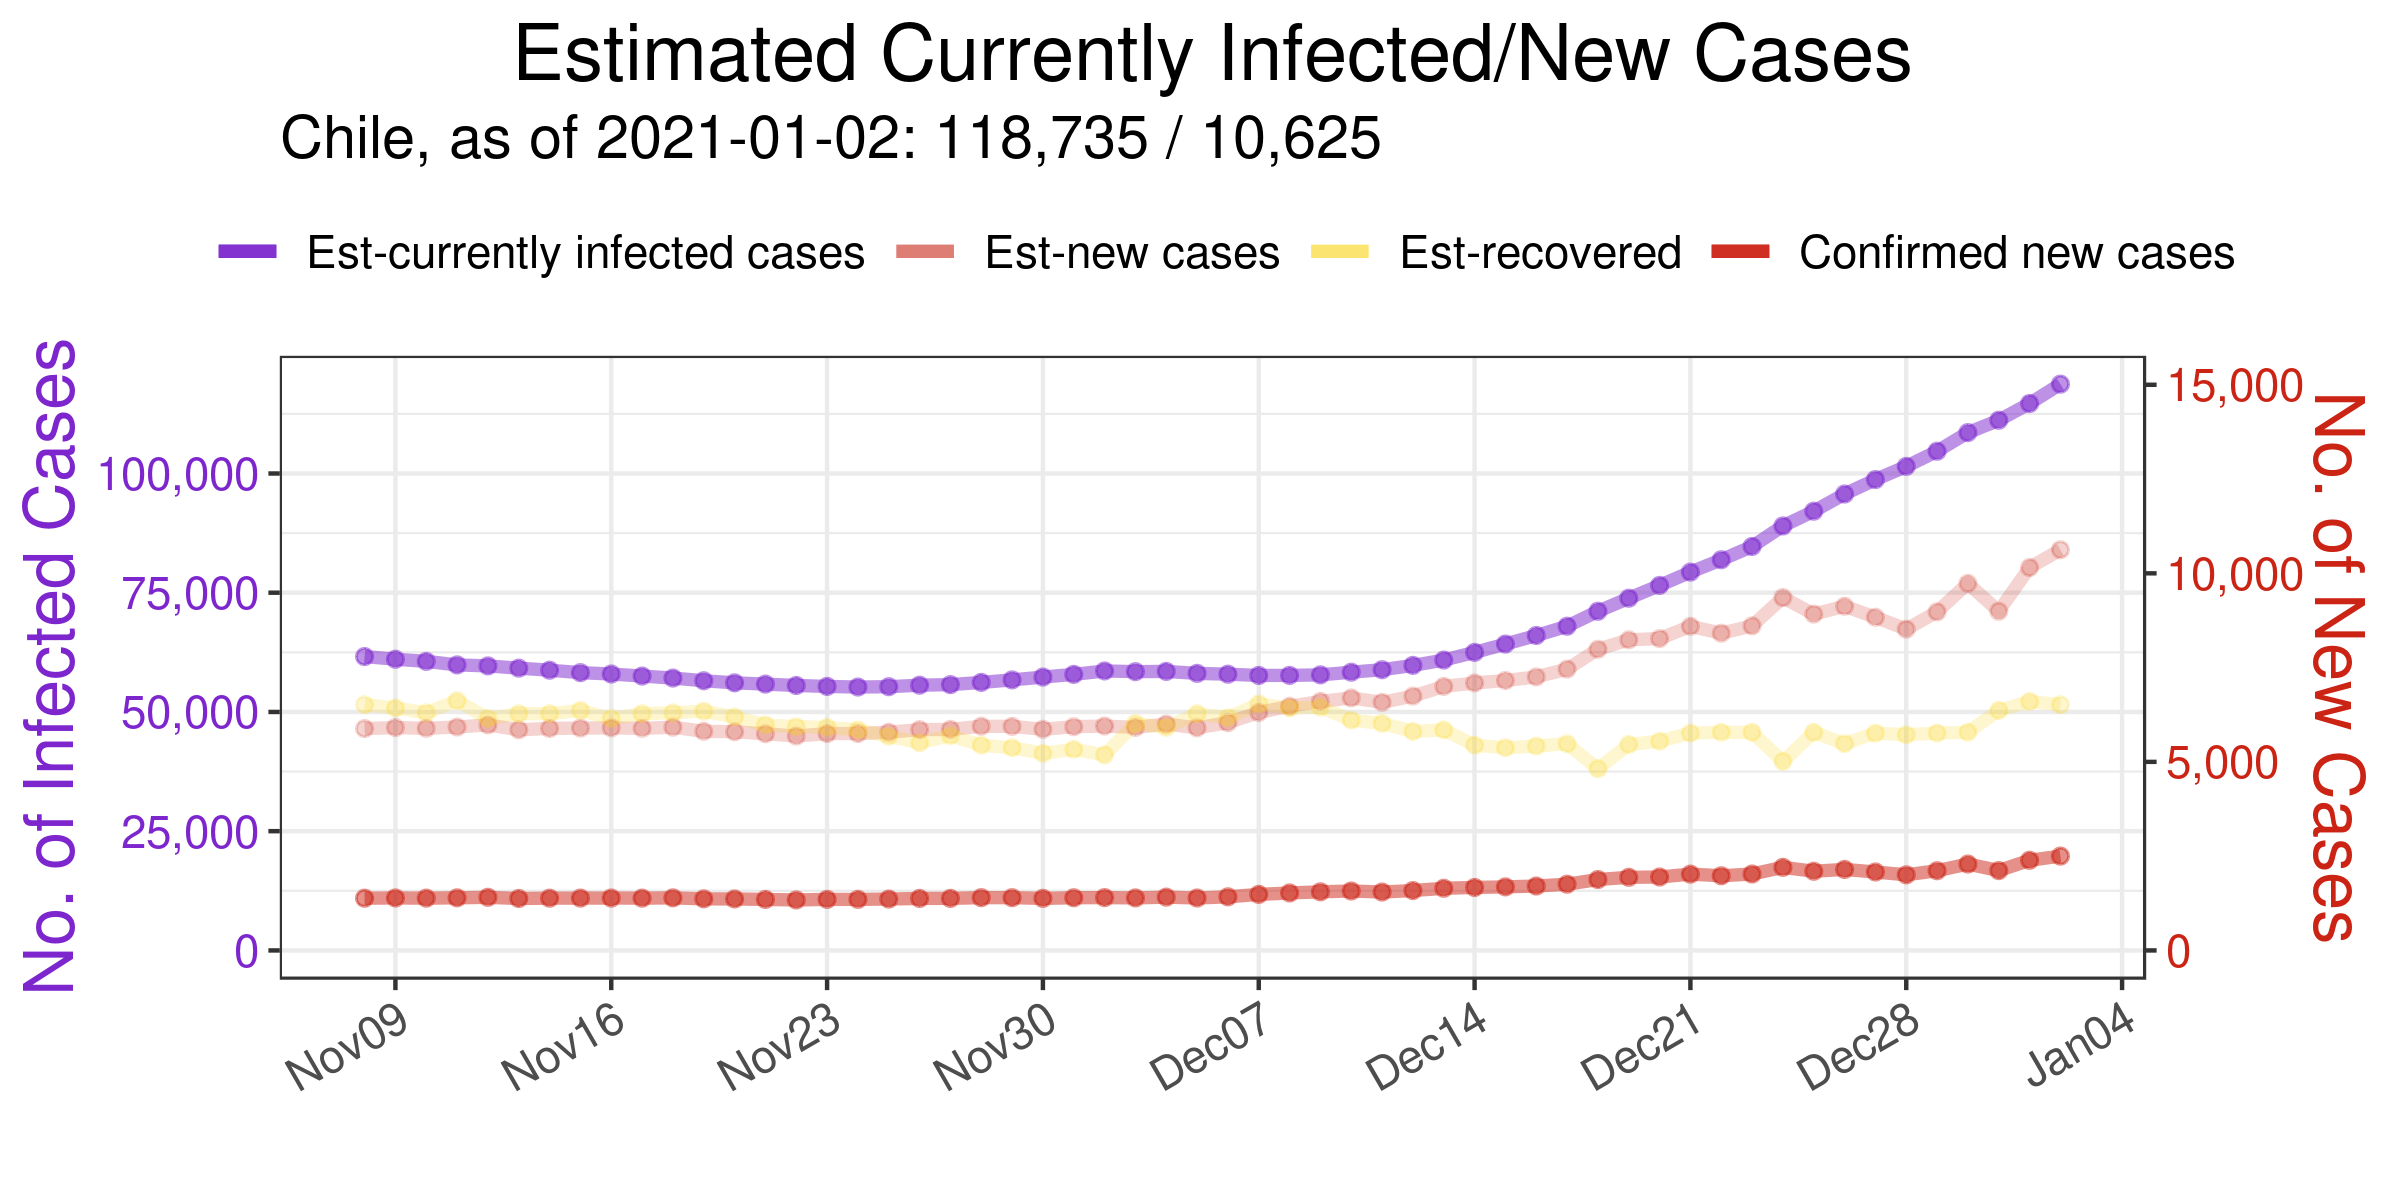 Estimated Currently Infected/New Cases
Chile, as of 2021-01-02: 118,735 / 10,625
Est-currently infected cases Est-new cases Est-recovered Confirmed new cases
No. of Infected Cases
100,000
75,000
50,000
25,000
0
15,000
10,000
5,000
0
No. of New Cases
Nov09 Nov16 Nov23 Nov30 Dec07 Dec14 Dec21 Dec28 Jan04